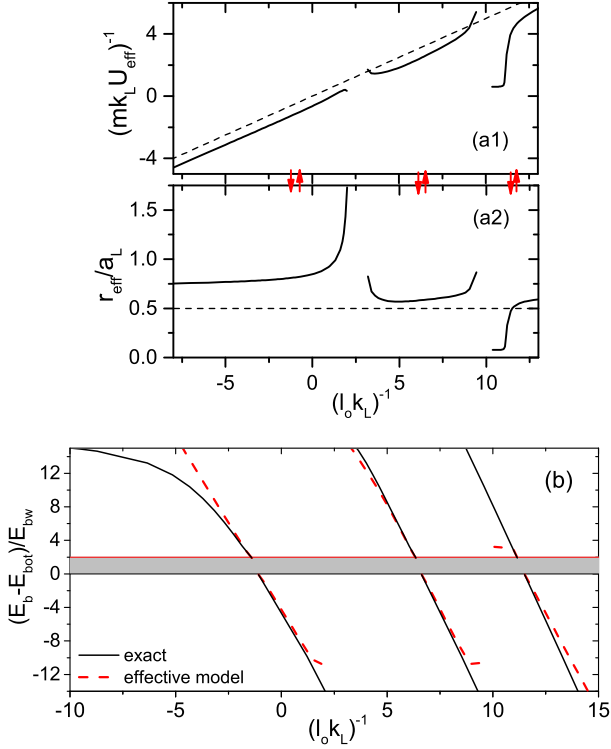 (mk_L U_eff)^-1
4
0
-4
(a1)
r_eff/a_L
1.5
1.0
0.5
0.0
(a2)
-5 0 5 10
(l_o k_L)^-1
(E_b-E_bot)/E_bw
12
8
4
0
-4
-8
-12
(b)
exact
effective model
-10 -5 0 5 10 15
(l_o k_L)^-1